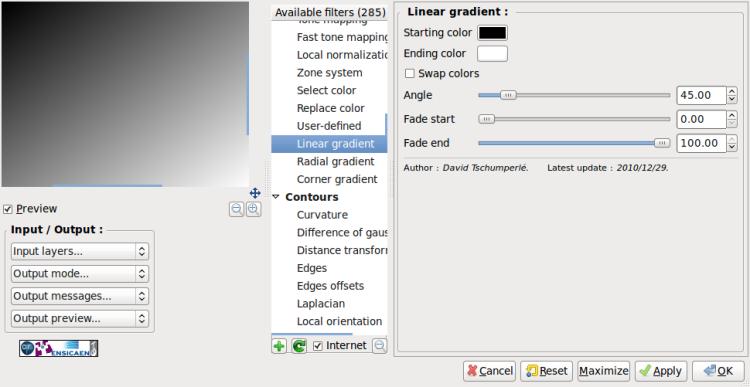 Preview
Input / Output :
Input layers...
Output mode...
Output messages...
Output preview...
ENSICAEN
Available filters (285)
Tone mapping
Fast tone mapping
Local normalizatio
Zone system
Select color
Replace color
User-defined
Linear gradient
Radial gradient
Corner gradient
Contours
Curvature
Difference of gaus
Distance transfor
Edges
Edges offsets
Laplacian
Local orientation
Internet
Linear gradient :
Starting color
Ending color
Swap colors
Angle 45.00
Fade start 0.00
Fade end 100.00
Author : David Tschumperlé. Latest update : 2010/12/29.
Cancel Reset Maximize Apply OK